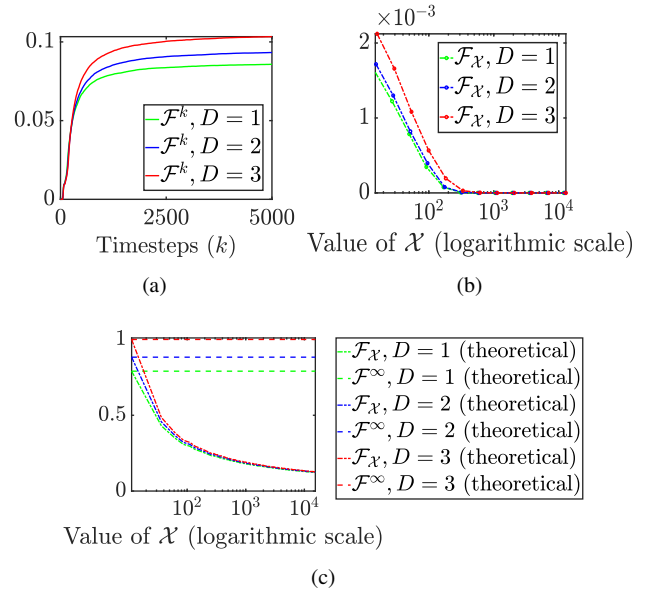 0.1
0.05
0
0
2500
5000
Timesteps (k)
ℱ^k, D = 1
ℱ^k, D = 2
ℱ^k, D = 3
(a)
×10^-3
2
1
0
10^2
10^3
10^4
Value of 𝒳 (logarithmic scale)
ℱ_𝒳, D = 1
ℱ_𝒳, D = 2
ℱ_𝒳, D = 3
(b)
1
0.5
0
10^2
10^3
10^4
Value of 𝒳 (logarithmic scale)
ℱ_𝒳, D = 1 (theoretical)
ℱ^∞, D = 1 (theoretical)
ℱ_𝒳, D = 2 (theoretical)
ℱ^∞, D = 2 (theoretical)
ℱ_𝒳, D = 3 (theoretical)
ℱ^∞, D = 3 (theoretical)
(c)